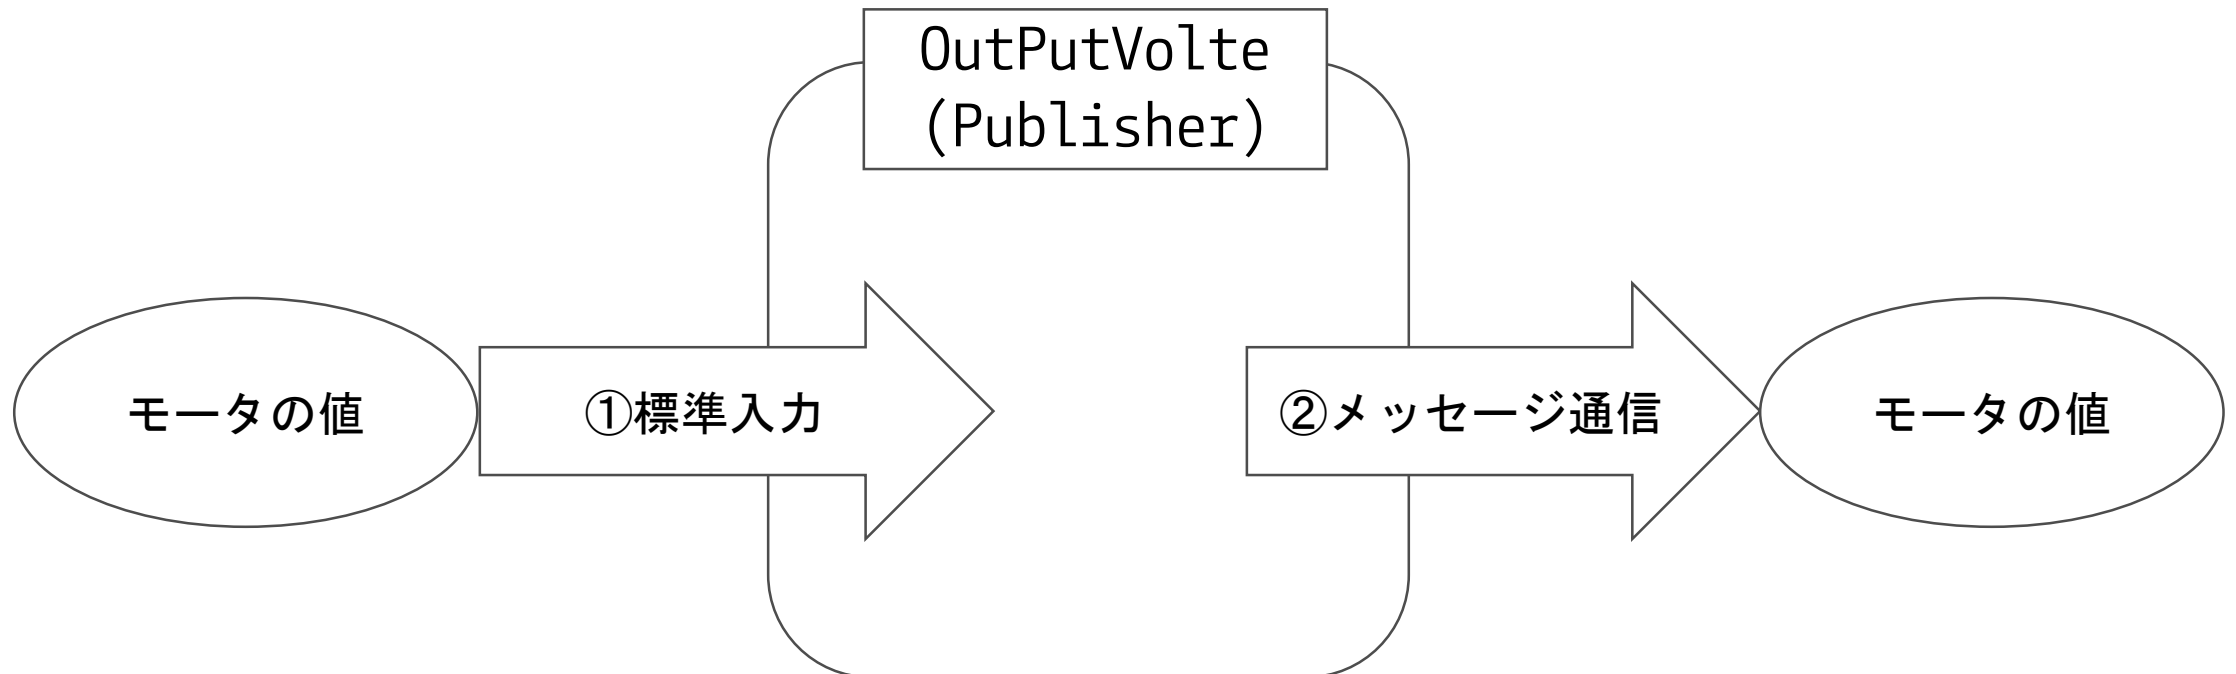 OutPutVolte
(Publisher)
モータの値
①標準入力
②メッセージ通信
モータの値